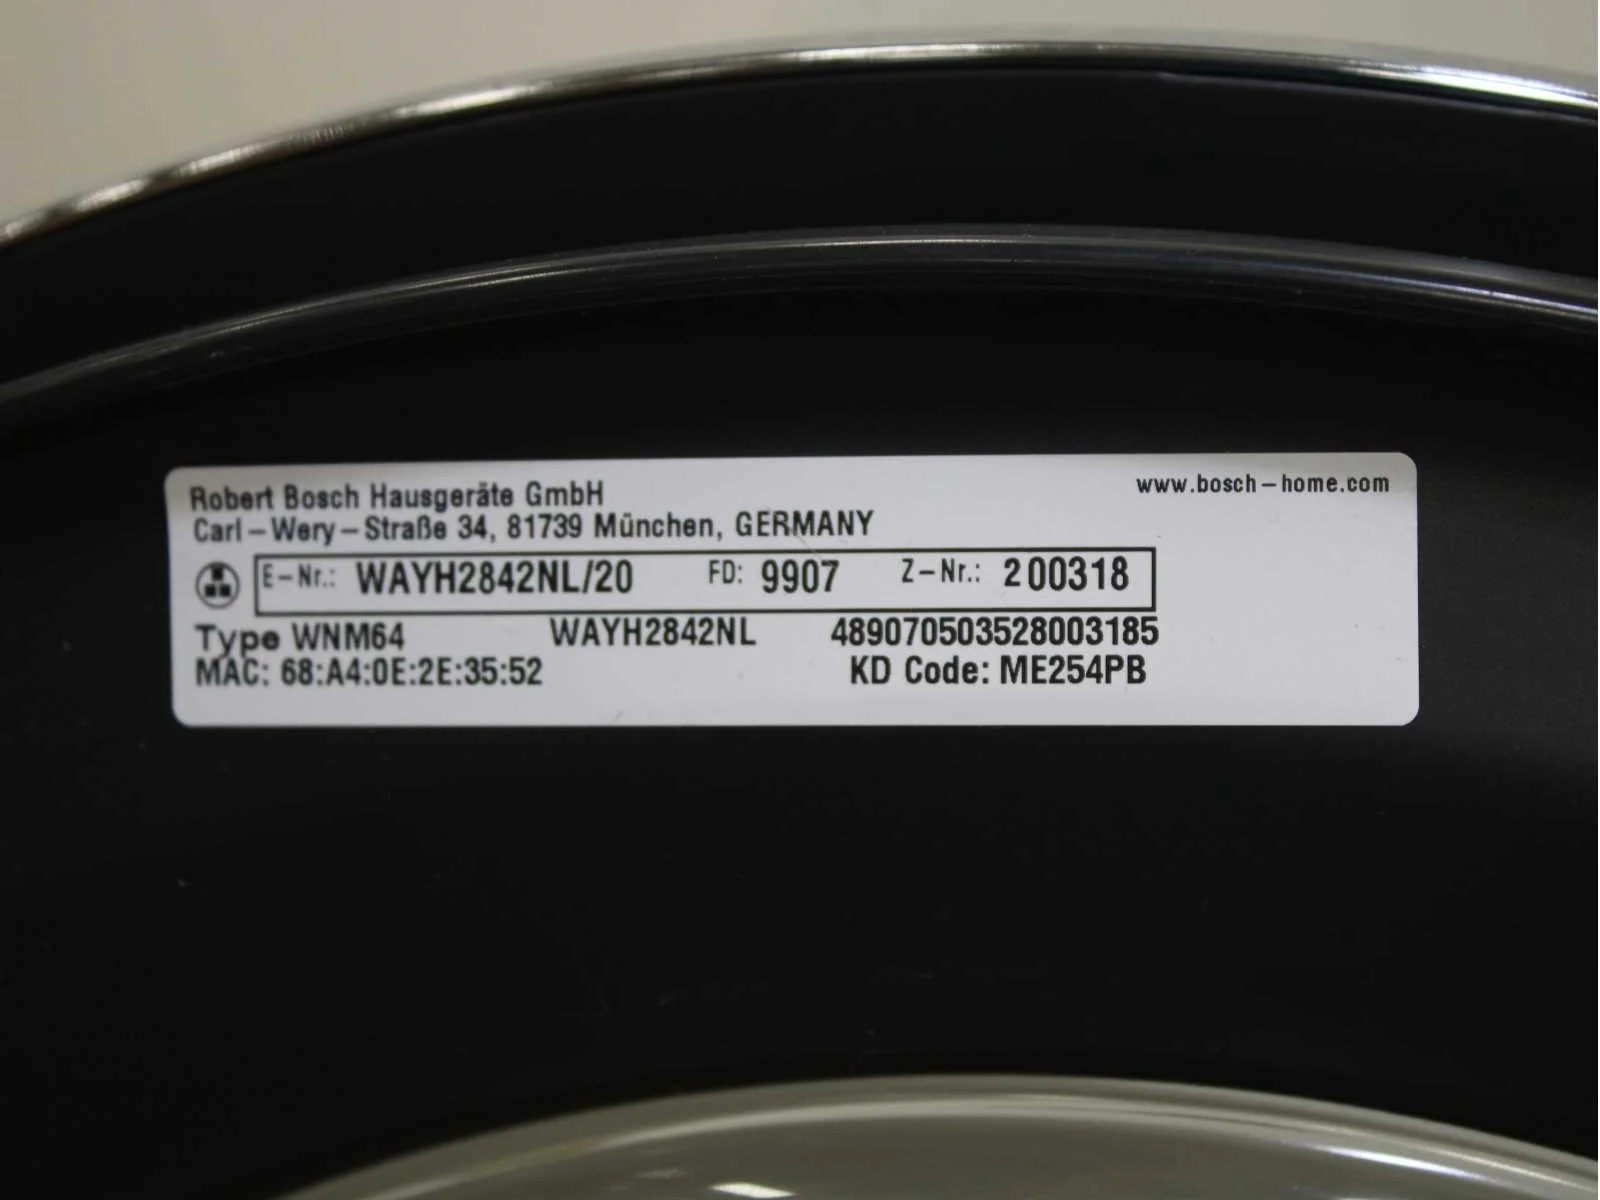 Robert Bosch Hausgeräte GmbH www.bosch-home.com
Carl-Wery-Straße 34, 81739 München, GERMANY
E-Nr.: WAYH2842NL/20 FD: 9907 Z-Nr.: 200318
Type WNM64 WAYH2842NL 489070503528003185
MAC: 68:A4:0E:2E:35:52 KD Code: ME254PB